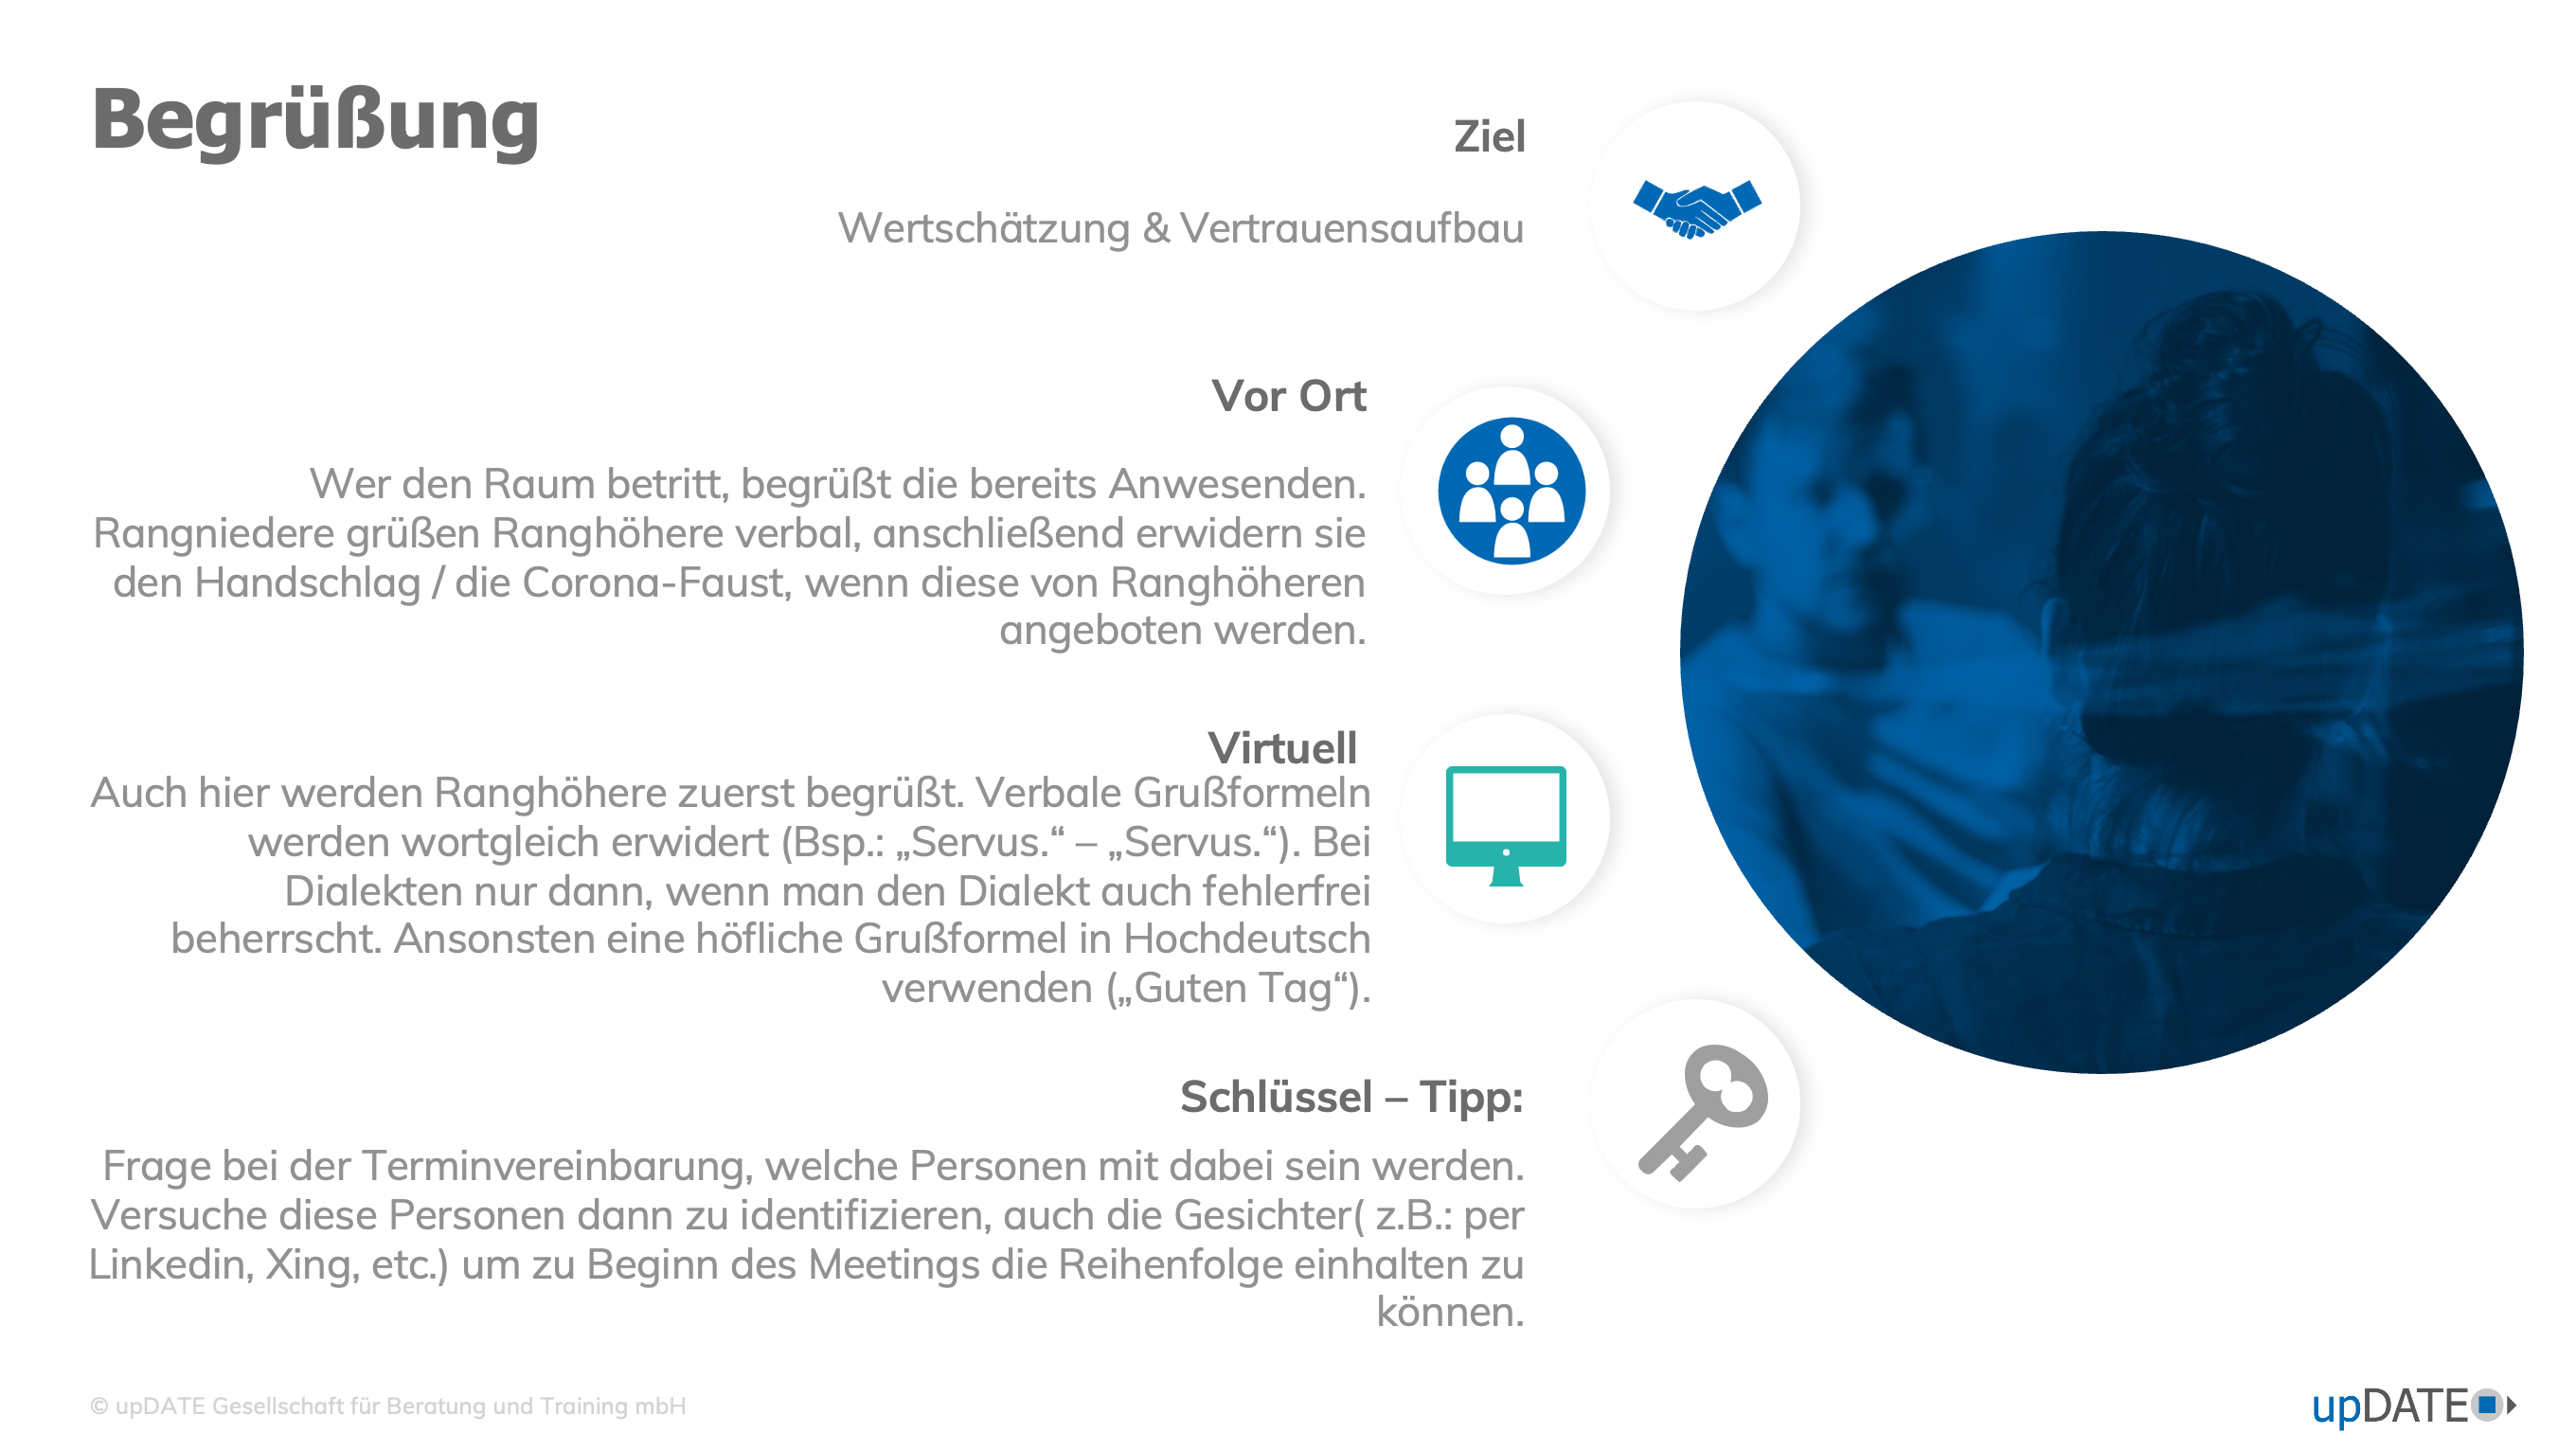 Begrüßung
Ziel
Wertschätzung & Vertrauensaufbau
Vor Ort
Wer den Raum betritt, begrüßt die bereits Anwesenden.
Rangniedere grüßen Ranghöhere verbal, anschließend erwidern sie
den Handschlag / die Corona-Faust, wenn diese von Ranghöheren
angeboten werden.
Virtuell
Auch hier werden Ranghöhere zuerst begrüßt. Verbale Grußformeln
werden wortgleich erwidert (Bsp.: „Servus.“ – „Servus.“). Bei
Dialekten nur dann, wenn man den Dialekt auch fehlerfrei
beherrscht. Ansonsten eine höfliche Grußformel in Hochdeutsch
verwenden („Guten Tag“).
Schlüssel – Tipp:
Frage bei der Terminvereinbarung, welche Personen mit dabei sein werden.
Versuche diese Personen dann zu identifizieren, auch die Gesichter( z.B.: per
Linkedin, Xing, etc.) um zu Beginn des Meetings die Reihenfolge einhalten zu
können.
© upDATE Gesellschaft für Beratung und Training mbH
upDATE